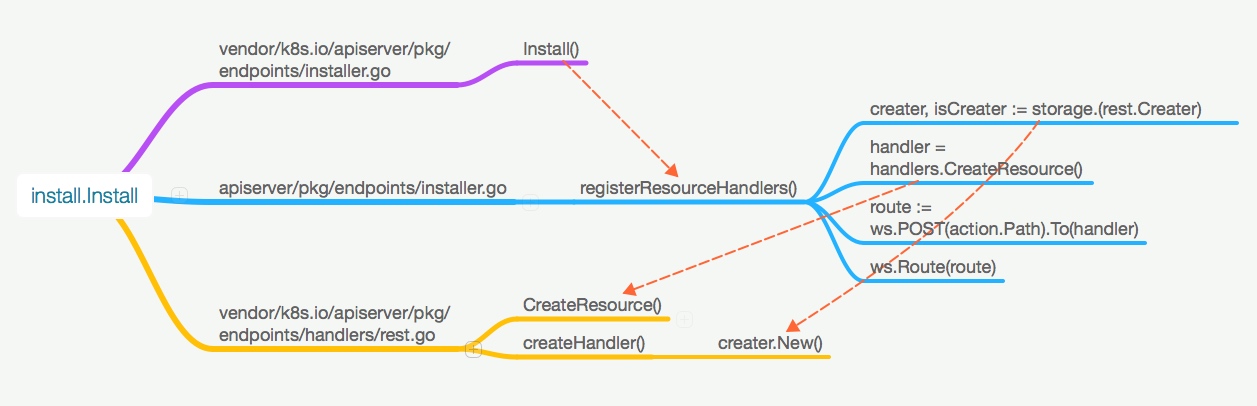 install.Install
vendor/k8s.io/apiserver/pkg/
endpoints/installer.go
Install()
apiserver/pkg/endpoints/installer.go
registerResourceHandlers()
creater, isCreater := storage.(rest.Creater)
handler =
handlers.CreateResource()
route :=
ws.POST(action.Path).To(handler)
ws.Route(route)
vendor/k8s.io/apiserver/pkg/
endpoints/handlers/rest.go
CreateResource()
createHandler()
creater.New()